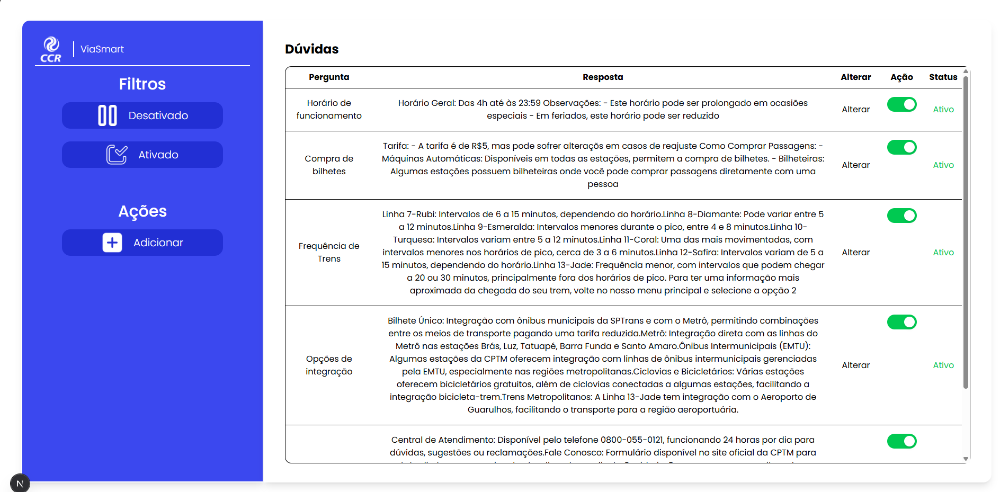 CCR
ViaSmart
Filtros
Desativado
Ativado
Ações
Adicionar
Dúvidas
Pergunta Resposta Alterar Ação Status
Horário de
funcionamento
Horário Geral: Das 4h até às 23:59 Observações: - Este horário pode ser prolongado em ocasiões
especiais - Em feriados, este horário pode ser reduzido
Alterar
Ativo
Compra de
bilhetes
Tarifa: - A tarifa é de R$5, mas pode sofrer alteraçõs em casos de reajuste Como Comprar Passagens: -
Máquinas Automáticas: Disponíveis em todas as estações, permitem a compra de bilhetes. - Bilheteiras:
Algumas estações possuem bilheteiras onde você pode comprar passagens diretamente com uma
pessoa
Alterar
Ativo
Frequência de
Trens
Linha 7-Rubi: Intervalos de 6 a 15 minutos, dependendo do horário.Linha 8-Diamante: Pode variar entre 5
a 12 minutos.Linha 9-Esmeralda: Intervalos menores durante o pico, entre 4 e 8 minutos.Linha 10-
Turquesa: Intervalos variam entre 5 a 12 minutos.Linha 11-Coral: Uma das mais movimentadas, com
intervalos menores nos horários de pico, cerca de 3 a 6 minutos.Linha 12-Safira: Intervalos variam de 5 a
15 minutos, dependendo do horário.Linha 13-Jade: Frequência menor, com intervalos que podem chegar
a 20 ou 30 minutos, principalmente fora dos horários de pico. Para ter uma informação mais
aproximada da chegada do seu trem, volte no nosso menu principal e selecione a opção 2
Alterar
Ativo
Opções de
integração
Bilhete Único: Integração com ônibus municipais da SPTrans e com o Metrô, permitindo combinações
entre os meios de transporte pagando uma tarifa reduzida.Metrô: Integração direta com as linhas do
Metrô nas estações Brás, Luz, Tatuapé, Barra Funda e Santo Amaro.Ônibus Intermunicipais (EMTU):
Algumas estações da CPTM oferecem integração com linhas de ônibus intermunicipais gerenciadas
pela EMTU, especialmente nas regiões metropolitanas.Ciclovias e Bicicletários: Várias estações
oferecem bicicletários gratuitos, além de ciclovias conectadas a algumas estações, facilitando a
integração bicicleta-trem.Trens Metropolitanos: A Linha 13-Jade tem integração com o Aeroporto de
Guarulhos, facilitando o transporte para a região aeroportuária.
Alterar
Ativo
Central de Atendimento: Disponível pelo telefone 0800-055-0121, funcionando 24 horas por dia para
dúvidas, sugestões ou reclamações.Fale Conosco: Formulário disponível no site oficial da CPTM para
N